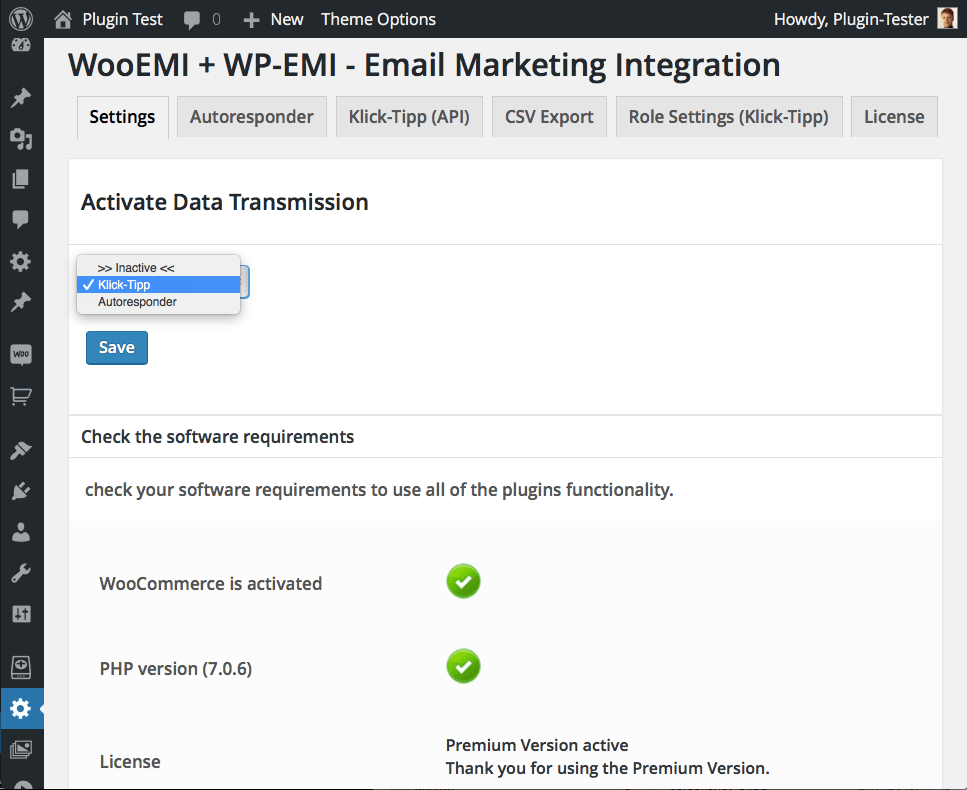 Plugin Test 0 New Theme Options Howdy, Plugin-Tester
WooEMI + WP-EMI - Email Marketing Integration
Settings Autoresponder Klick-Tipp (API) CSV Export Role Settings (Klick-Tipp) License
Activate Data Transmission
>> Inactive <<
Klick-Tipp
Autoresponder
Save
WOO
Check the software requirements
check your software requirements to use all of the plugins functionality.
WooCommerce is activated
PHP version (7.0.6)
License
Premium Version active
Thank you for using the Premium Version.